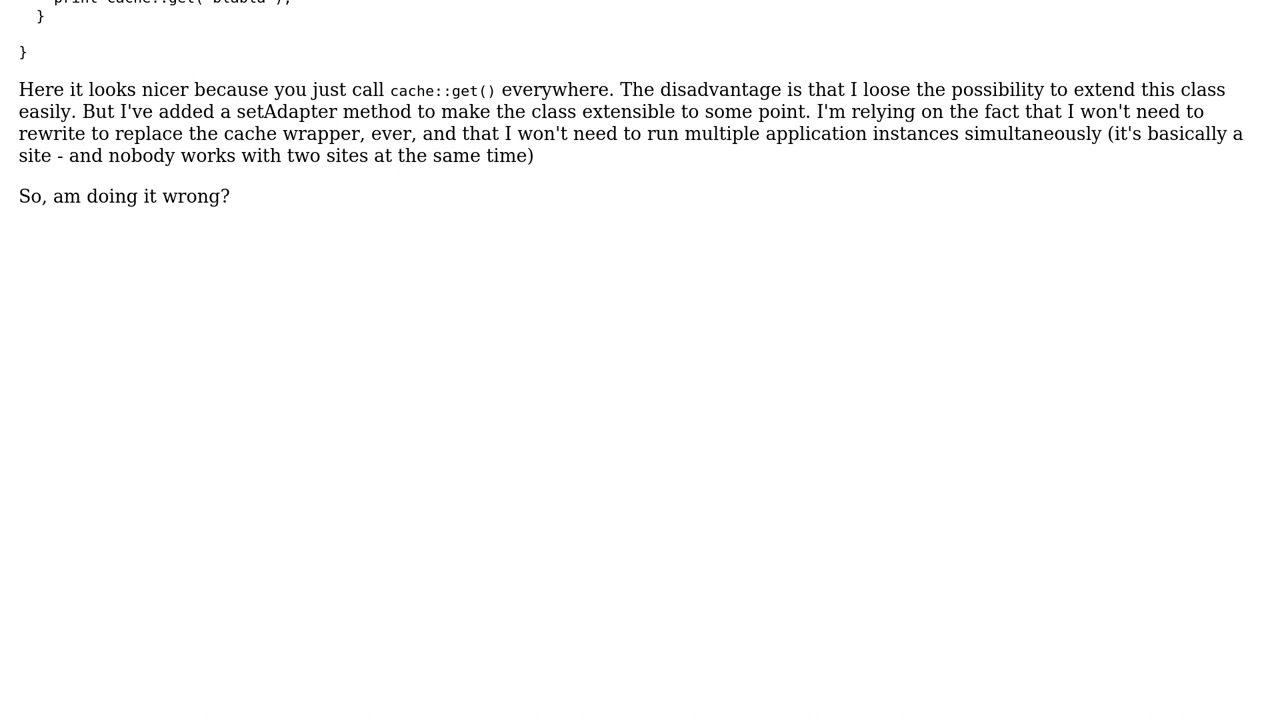 print cache::get('blabla');
}
}
Here it looks nicer because you just call cache::get() everywhere. The disadvantage is that I loose the possibility to extend this class
easily. But I've added a setAdapter method to make the class extensible to some point. I'm relying on the fact that I won't need to
rewrite to replace the cache wrapper, ever, and that I won't need to run multiple application instances simultaneously (it's basically a
site - and nobody works with two sites at the same time)
So, am doing it wrong?